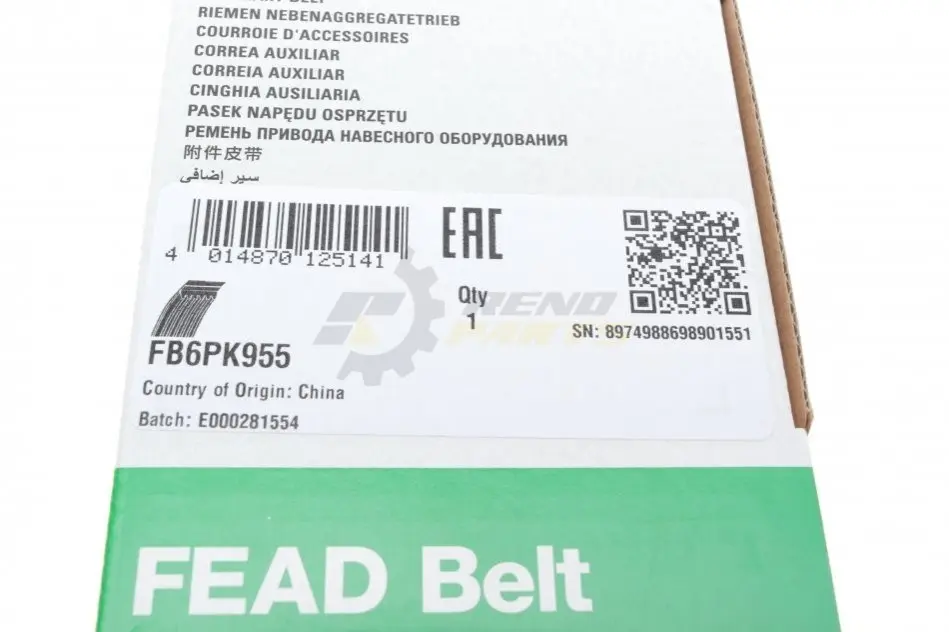 RIEMEN NEBENAGGREGATETRIEB
COURROIE D'ACCESSOIRES
CORREA AUXILIAR
CORREIA AUXILIAR
CINGHIA AUSILIARIA
PASEK NAPĘDU OSPRZĘTU
РЕМЕНЬ ПРИВОДА НАВЕСНОГО ОБОРУДОВАНИЯ
附件皮带
سير إضافي
4 014870 125141
EAC
Qty
1
RENO
PARTS
SN: 8974988698901551
FB6PK955
Country of Origin: China
Batch: E000281554
FEAD Belt